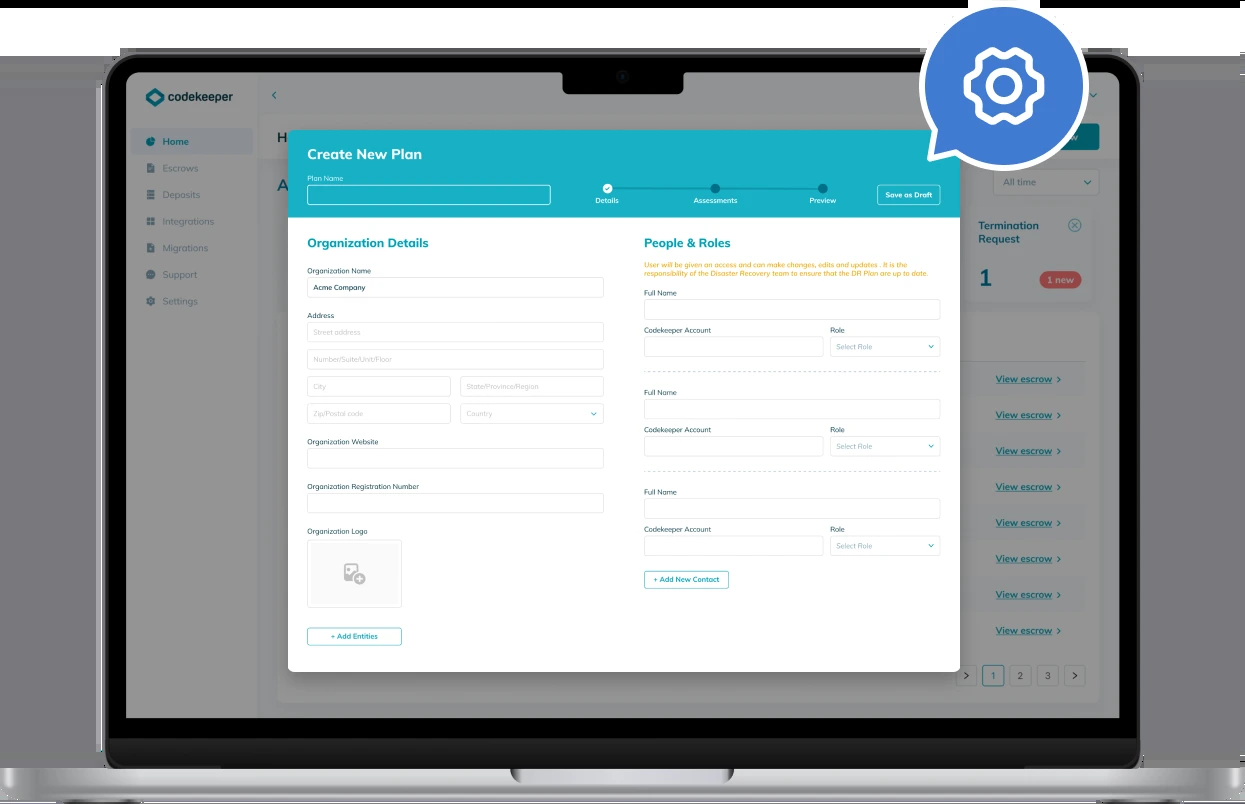 codekeeper
Home
Escrows
Deposits
Integrations
Migrations
Support
Settings
H
A
Create New Plan
Plan Name
Details
Assessments
Preview
Save as Draft
Organization Details
Organization Name
Acme Company
Address
Street address
Number/Suite/Unit/Floor
City
State/Province/Region
Zip/Postal code
Country
Organization Website
Organization Registration Number
Organization Logo
+ Add Entities
People & Roles
User will be given an access and can make changes, edits and updates . It is the
responsibility of the Disaster Recovery team to ensure that the DR Plan are up to date.
Full Name
Codekeeper Account
Role
Select Role
Full Name
Codekeeper Account
Role
Select Role
Full Name
Codekeeper Account
Role
Select Role
+ Add New Contact
All time
Termination
Request
1
1 new
View escrow
View escrow
View escrow
View escrow
View escrow
View escrow
View escrow
View escrow
1 2 3